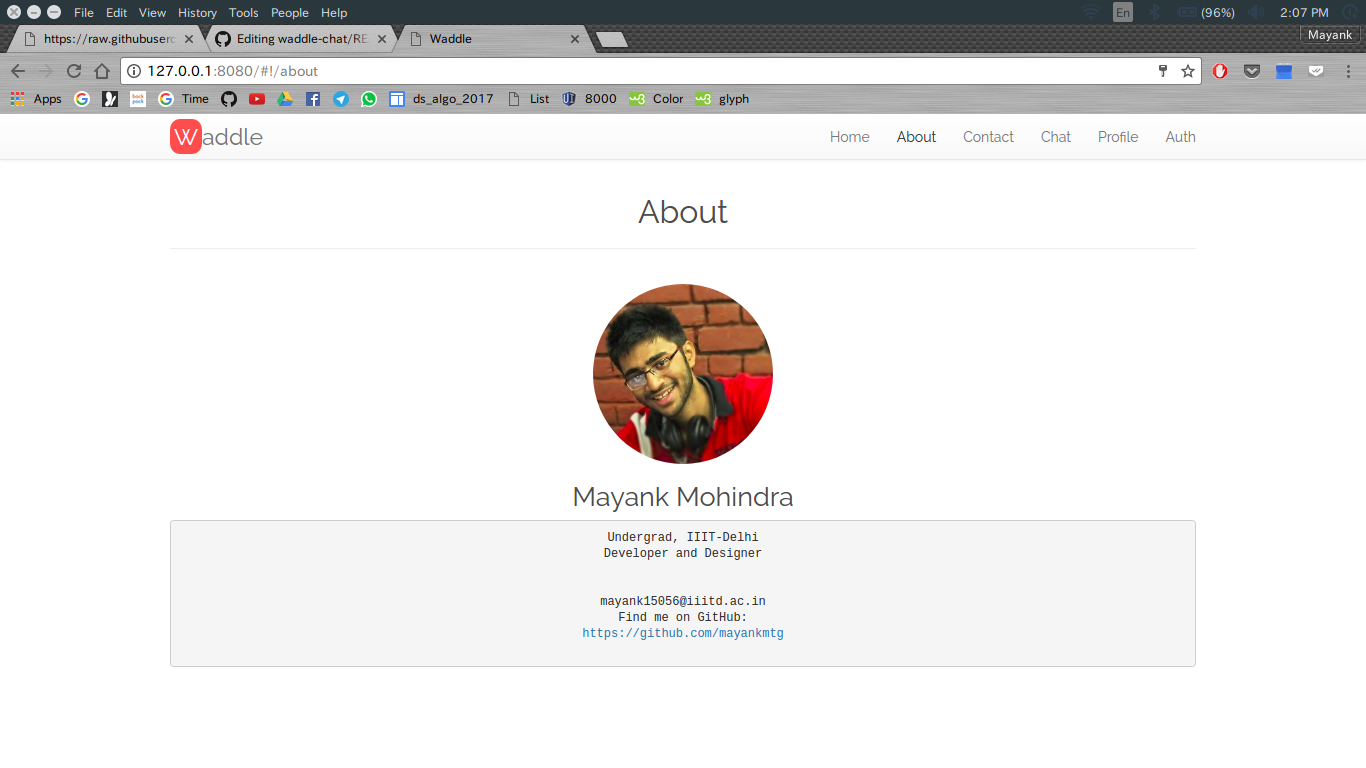 File Edit View History Tools People Help
En (96%) 2:07 PM
https://raw.githubuserc Editing waddle-chat/RE Waddle Mayank
127.0.0.1:8080/#!/about
Apps Time ds_algo_2017 List 8000 Color glyph
Waddle Home About Contact Chat Profile Auth
About
Mayank Mohindra
Undergrad, IIIT-Delhi
Developer and Designer
mayank15056@iiitd.ac.in
Find me on GitHub:
https://github.com/mayankmtg